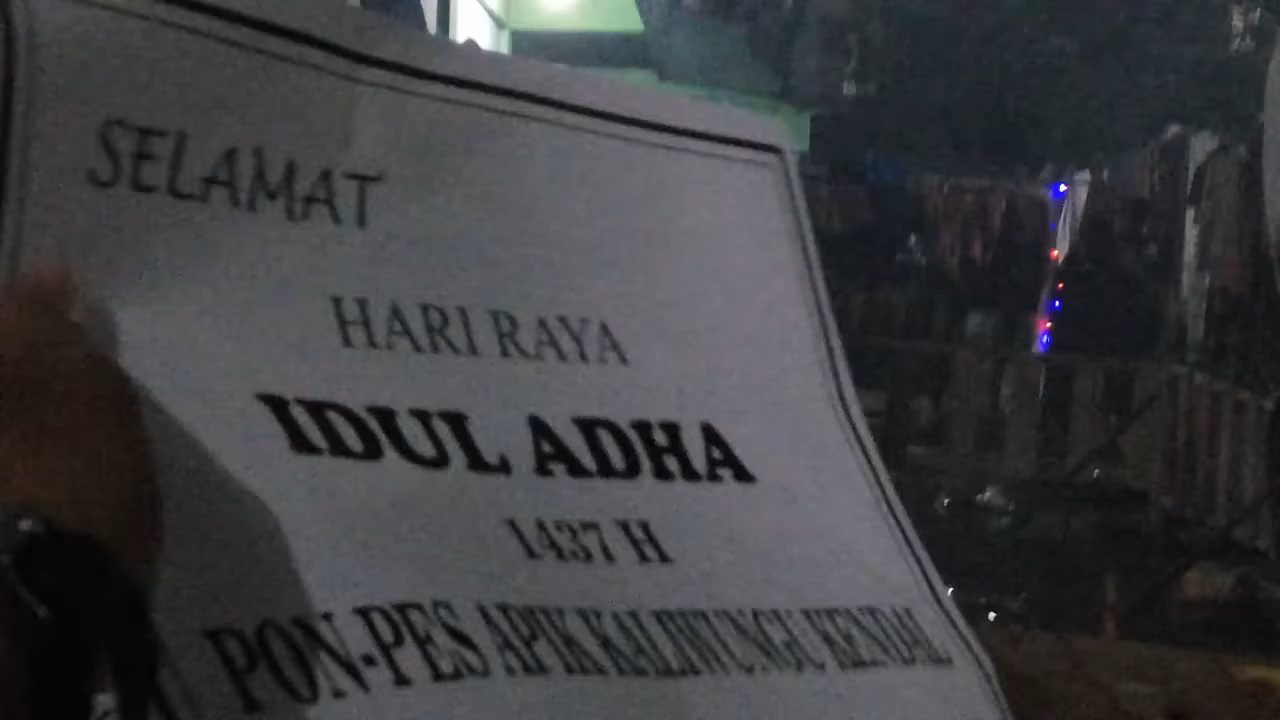 SELAMAT
HARI RAYA
IDUL ADHA
1437 H
PON-PES APIK KALIWUNGU KENDAL